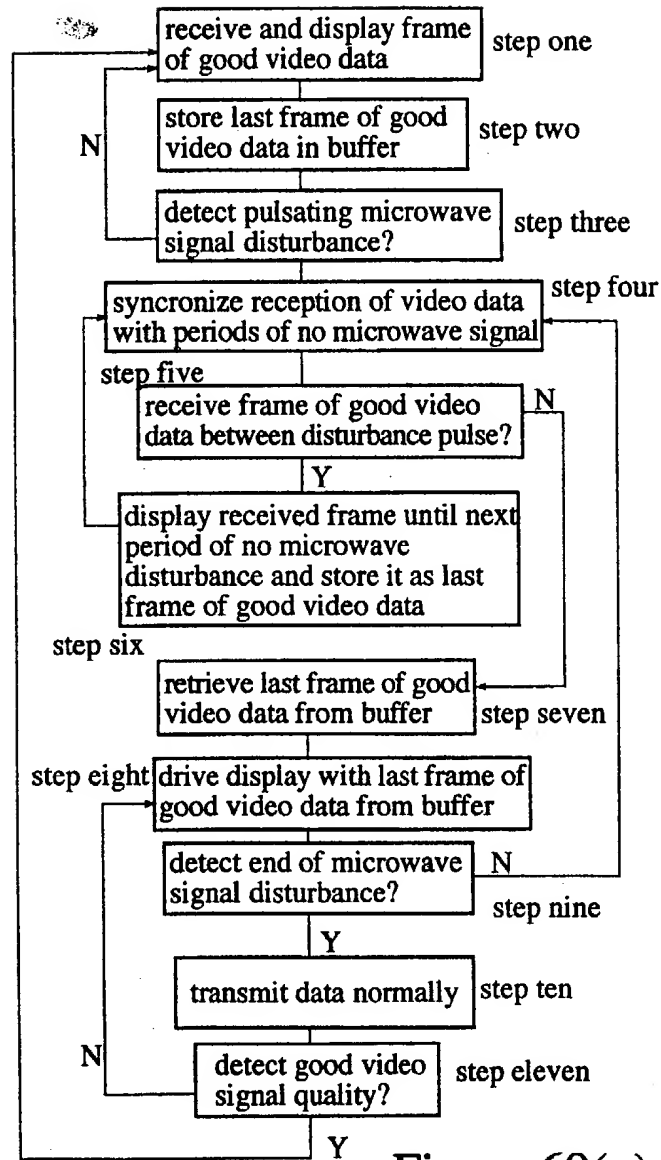 receive and display frame
of good video data
step one
store last frame of good
video data in buffer
step two
N
detect pulsating microwave
signal disturbance?
step three
syncronize reception of video data
with periods of no microwave signal
step four
step five
receive frame of good video
data between disturbance pulse?
N
Y
display received frame until next
period of no microwave
disturbance and store it as last
frame of good video data
step six
retrieve last frame of good
video data from buffer
step seven
step eight
drive display with last frame of
good video data from buffer
detect end of microwave
signal disturbance?
N
step nine
Y
transmit data normally
step ten
N
detect good video
signal quality?
step eleven
Y